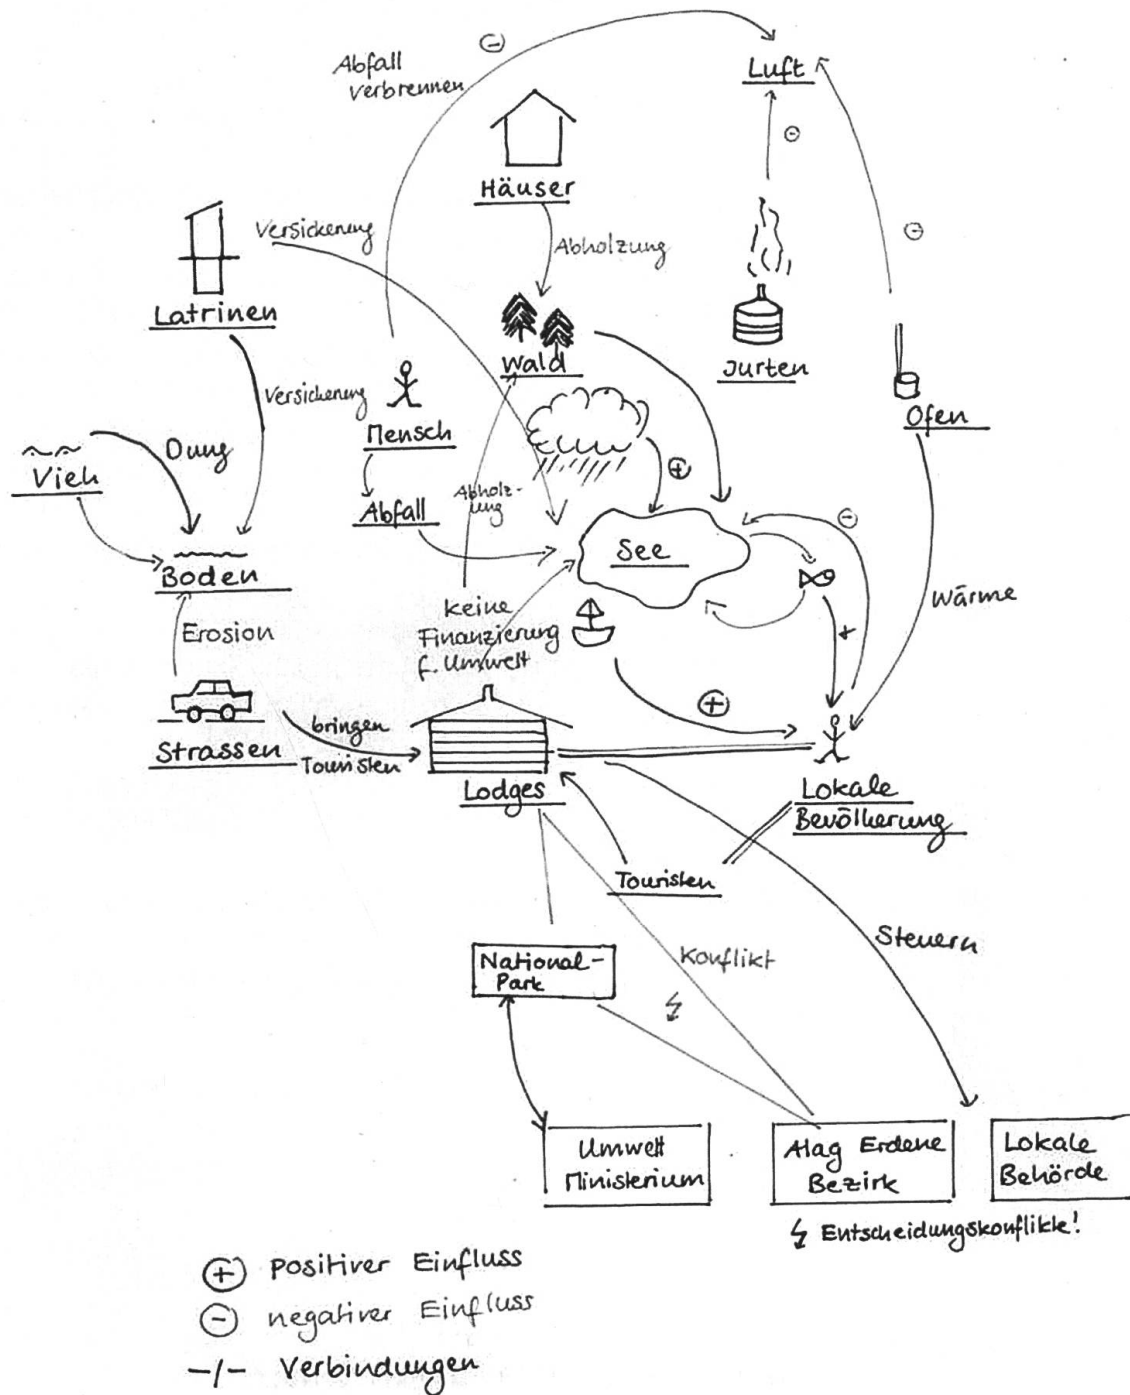 Abfall
verbrennen
⊖
Luft
⊖
Häuser
Versickerung
Abholzung
⊖
Latrinen
Wald
Jurten
Versickerung
Ofen
Mensch
Dung
Vieh
⊕
Abholz-
ung
Abfall
⊖
See
Boden
Wärme
keine
Finanzierung
f. Umwelt
Erosion
+
⊕
bringen
Touristen
Strassen
Lodges
Lokale
Bevölkerung
Touristen
Steuern
National-
Park
Konflikt
Umwelt
Ministerium
Alag Erdene
Bezirk
Lokale
Behörde
Entscheidungskonflikte!
⊕ positiver Einfluss
⊖ negativer Einfluss
-/- Verbindungen